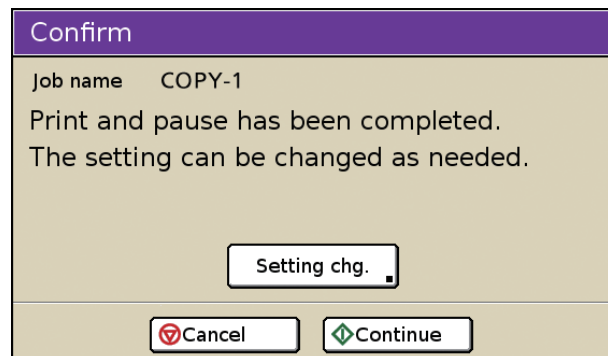 Confirm
Job name COPY-1
Print and pause has been completed.
The setting can be changed as needed.
Setting chg.
Cancel Continue